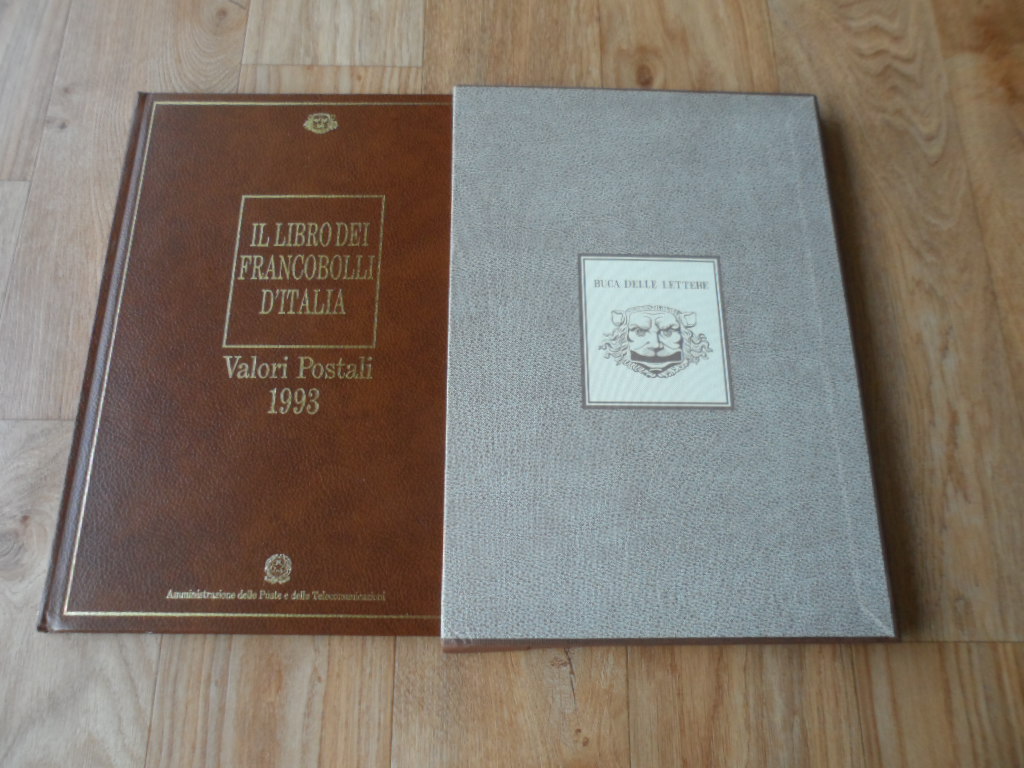 IL LIBRO DEI
FRANCOBOLLI
D'ITALIA
Valori Postali
1993
Amministrazione delle Poste e delle Telecomunicazioni
BUCA DELLE LETTERE